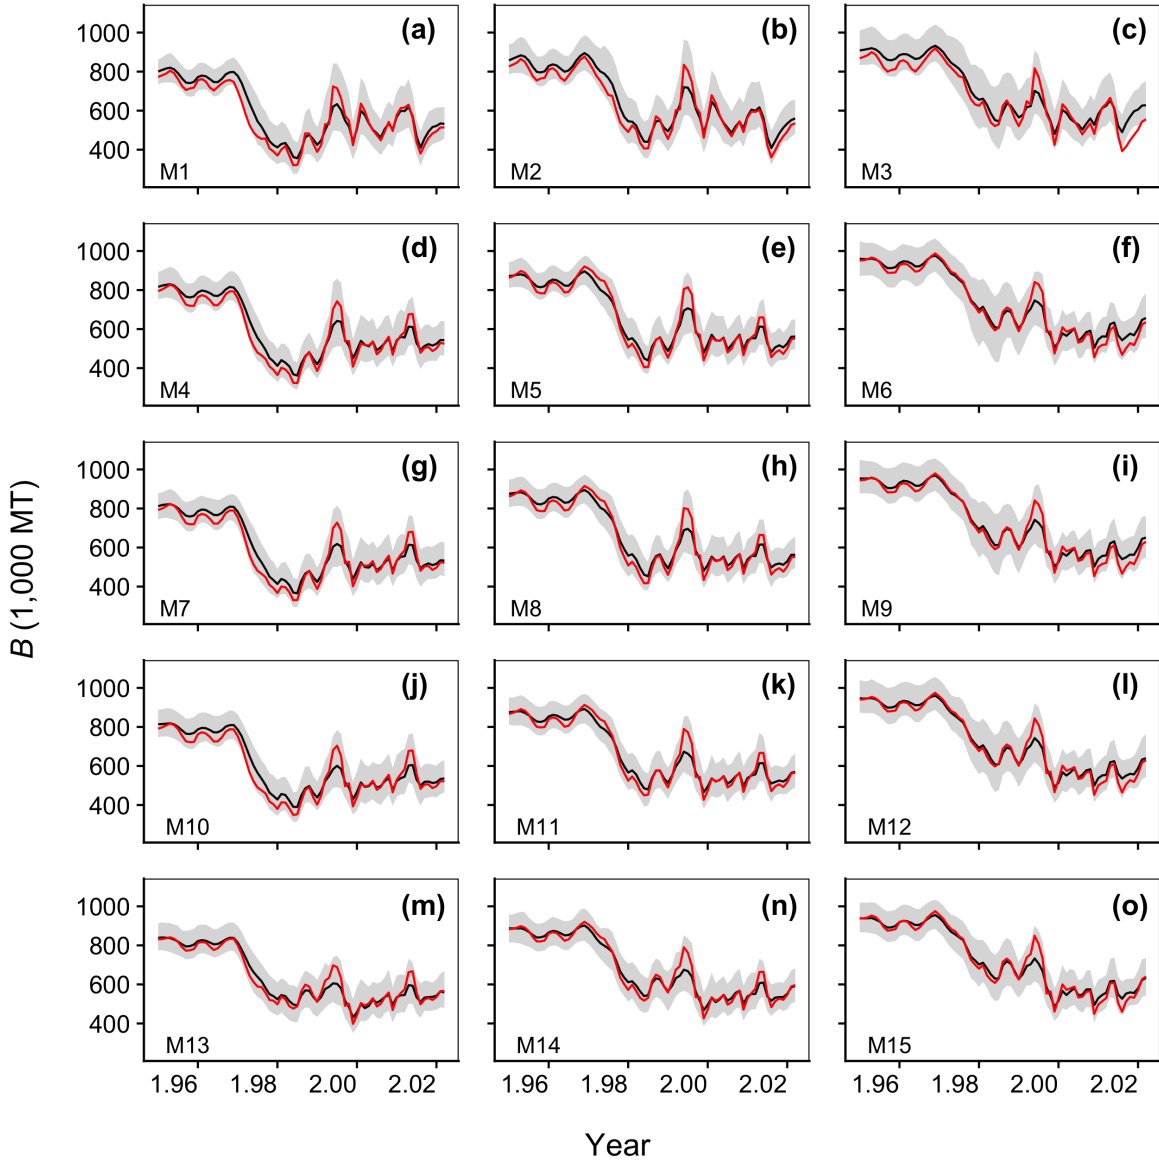 (a) (b) (c)
1000
800
600
400
M1 M2 M3
(d) (e) (f)
1000
800
600
400
M4 M5 M6
(g) (h) (i)
1000
800
600
400
M7 M8 M9
(j) (k) (l)
1000
800
600
400
M10 M11 M12
(m) (n) (o)
1000
800
600
400
M13 M14 M15
1.96 1.98 2.00 2.02 1.96 1.98 2.00 2.02 1.96 1.98 2.00 2.02
B (1,000 MT)
Year